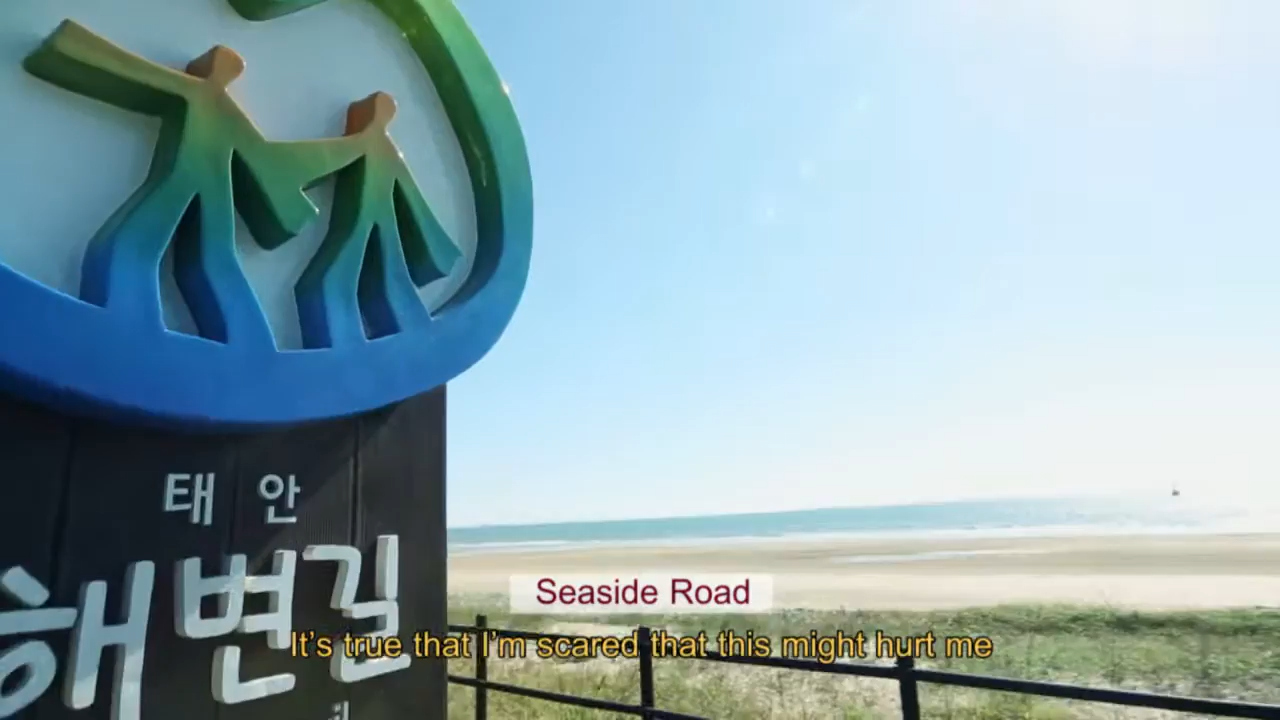 태안
해변길
Seaside Road
It's true that I'm scared that this might hurt me